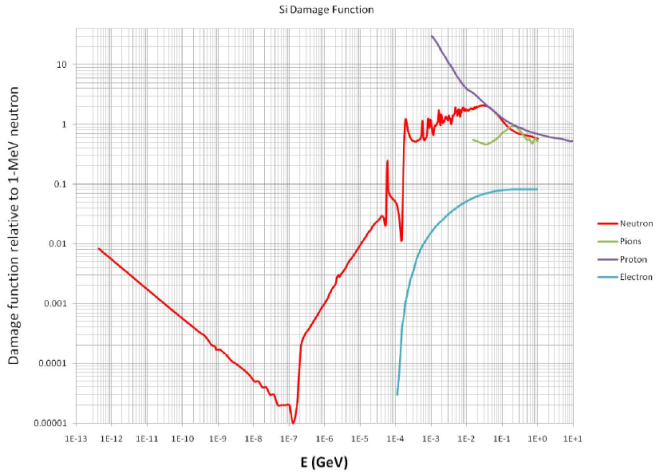 Si Damage Function
Damage function relative to 1-MeV neutron
10
1
0.1
0.01
0.001
0.0001
0.00001
1E-13 1E-12 1E-11 1E-10 1E-9 1E-8 1E-7 1E-6 1E-5 1E-4 1E-3 1E-2 1E-1 1E+0 1E+1
E (GeV)
Neutron
Pions
Proton
Electron